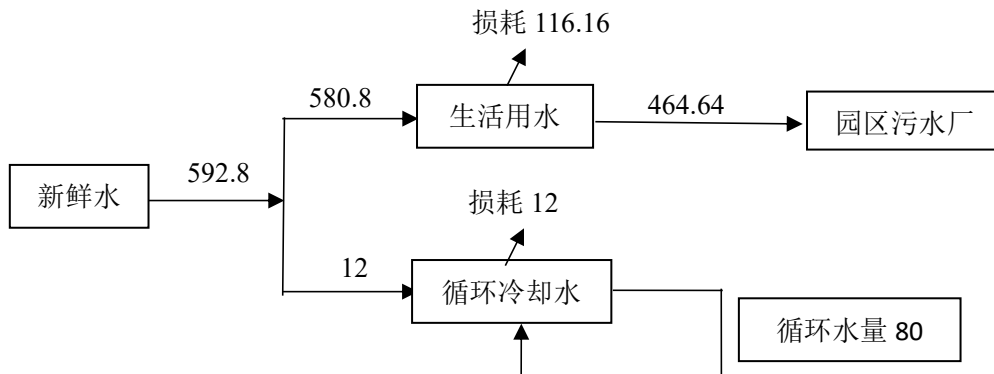 损耗 116.16
580.8
生活用水
464.64
园区污水厂
592.8
新鲜水
损耗 12
12
循环冷却水
循环水量 80